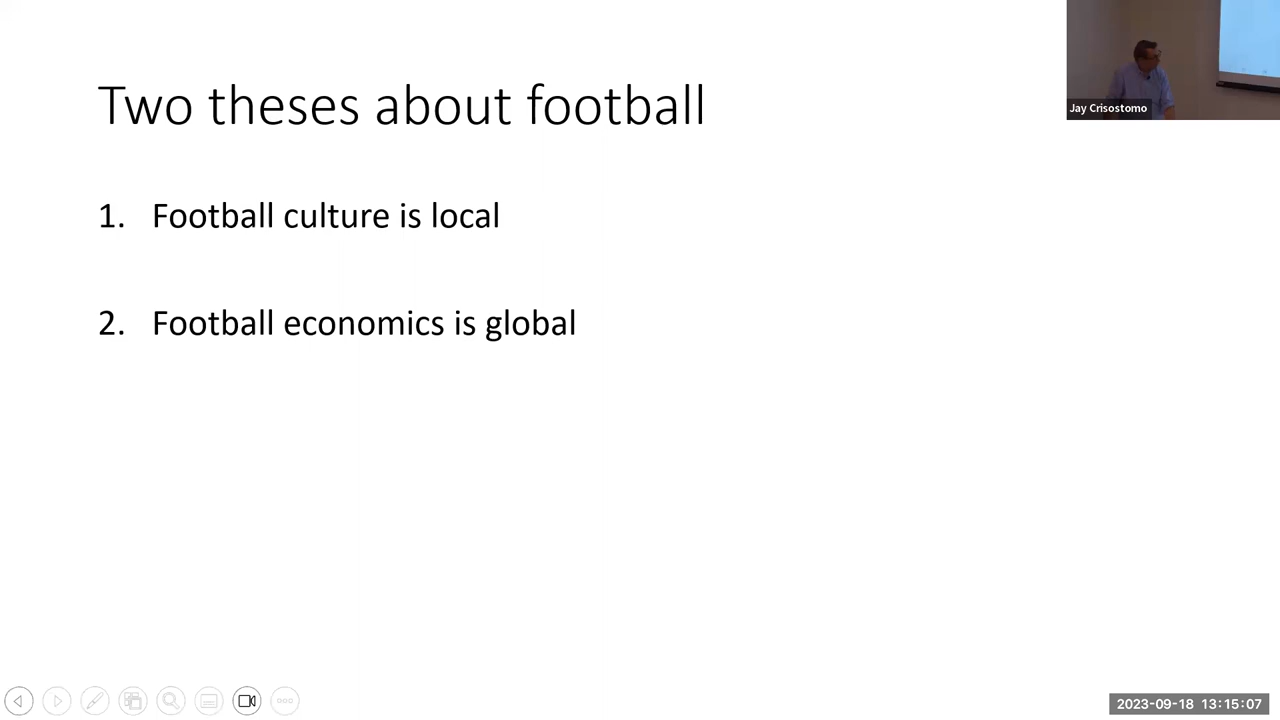 Two theses about football
Jay Crisostomo
1. Football culture is local
2. Football economics is global
2023-09-18 13:15:07